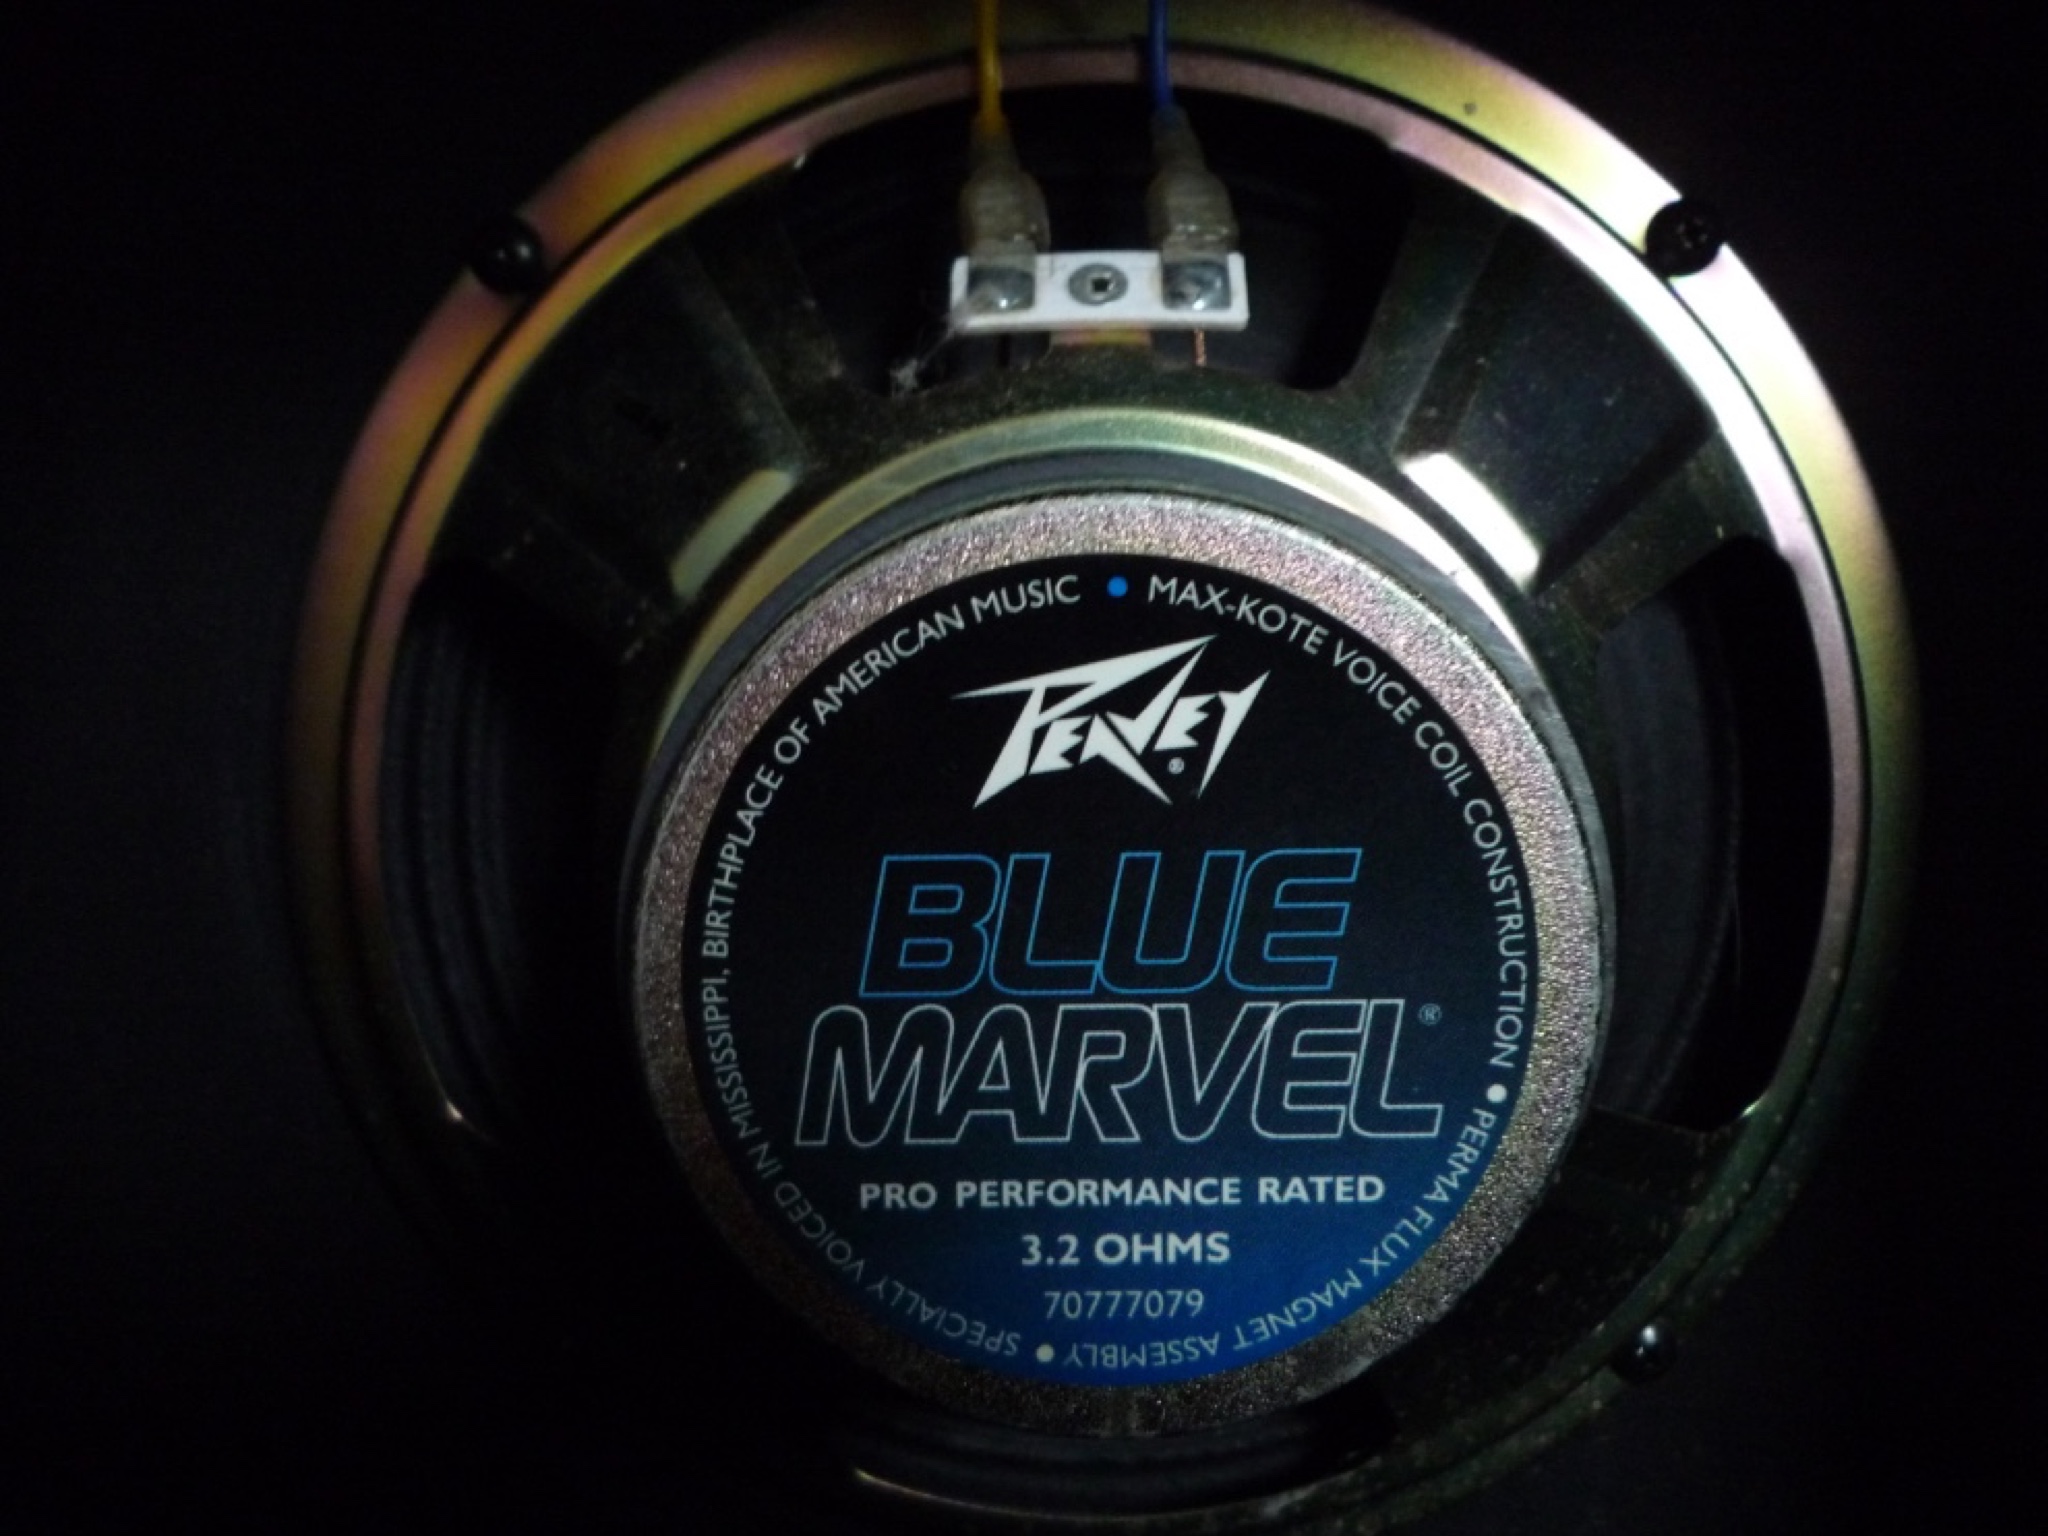 SPECIALLY VOICED IN MISSISSIPPI, BIRTHPLACE OF AMERICAN MUSIC • MAX-KOTE VOICE COIL CONSTRUCTION • PERMA FLUX MAGNET ASSEMBLY •
PEAVEY®
BLUE
MARVEL®
PRO PERFORMANCE RATED
3.2 OHMS
70777079